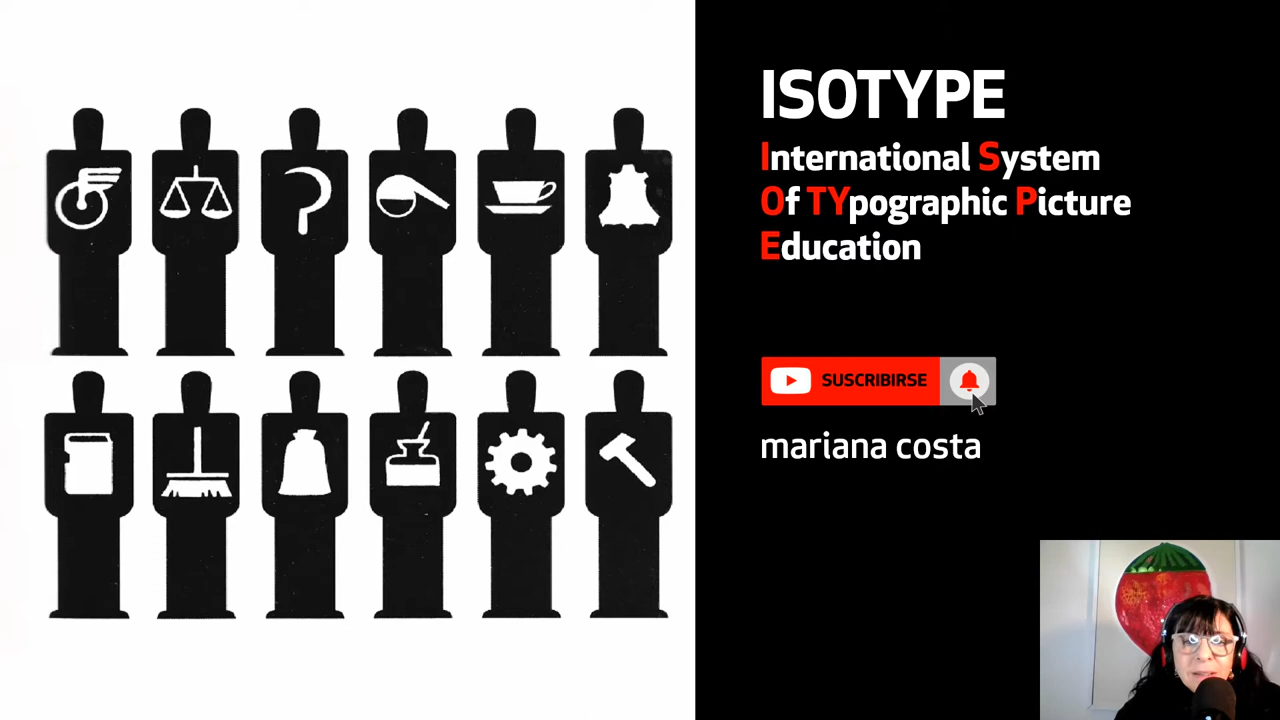 ISOTYPE
International System
Of TYpographic Picture
Education
SUSCRIBIRSE
mariana costa